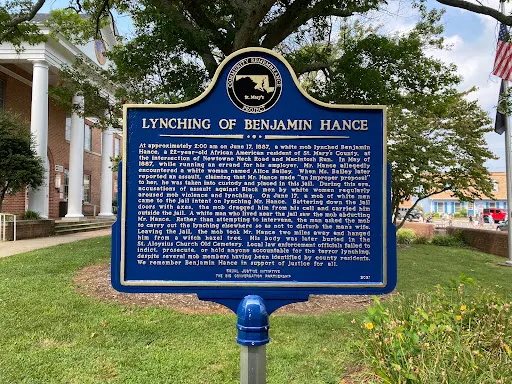 COMMUNITY REMEMBRANCE
PROJECT
St. Mary's
LYNCHING OF BENJAMIN HANCE
At approximately 2:00 am on June 17, 1887, a white mob lynched Benjamin
Hance, a 22-year-old African American resident of St. Mary's County, at
the intersection of Newtowne Neck Road and Macintosh Run. In May of
1887, while running an errand for his employer, Mr. Hance allegedly
encountered a white woman named Alice Bailey. When Ms. Bailey later
reported an assault, claiming that Mr. Hance made "an improper proposal"
to her, he was taken into custody and placed in this jail. During this era,
accusations of assault against Black men by white women regularly
aroused mob violence and lynching. On June 17, a mob of white men
came to the jail intent on lynching Mr. Hance. Battering down the jail
doors with axes, the mob dragged him from his cell and carried him
outside the jail. A white man who lived near the jail saw the mob abducting
Mr. Hance. Rather than attempting to intervene, the man asked the mob
to carry out the lynching elsewhere so as not to disturb the man's wife.
Leaving the jail, the mob took Mr. Hance two miles away and hanged
him from a witch hazel tree. His body was later buried in the
St. Aloysius Church Old Cemetery. Local law enforcement officials failed to
indict, prosecute, or hold anyone accountable for the terror lynching,
despite several mob members having been identified by county residents.
We remember Benjamin Hance in support of justice for all.
EQUAL JUSTICE INITIATIVE
THE BIG CONVERSATION PARTNERSHIP
2021